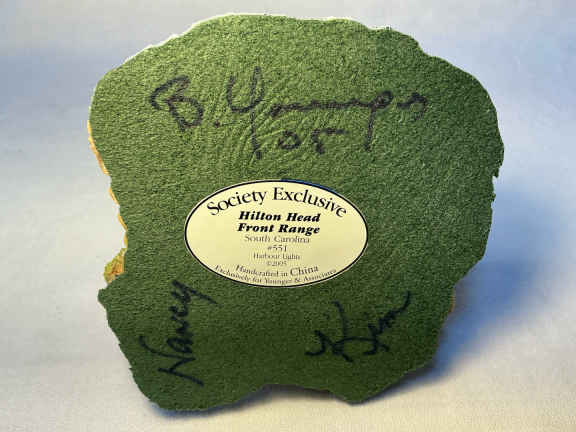 B. Younger
'05
Society Exclusive
Hilton Head
Front Range
South Carolina
#551
Harbour Lights
©2005
Handcrafted in China
Exclusively for Younger & Associates
Nancy
Kim